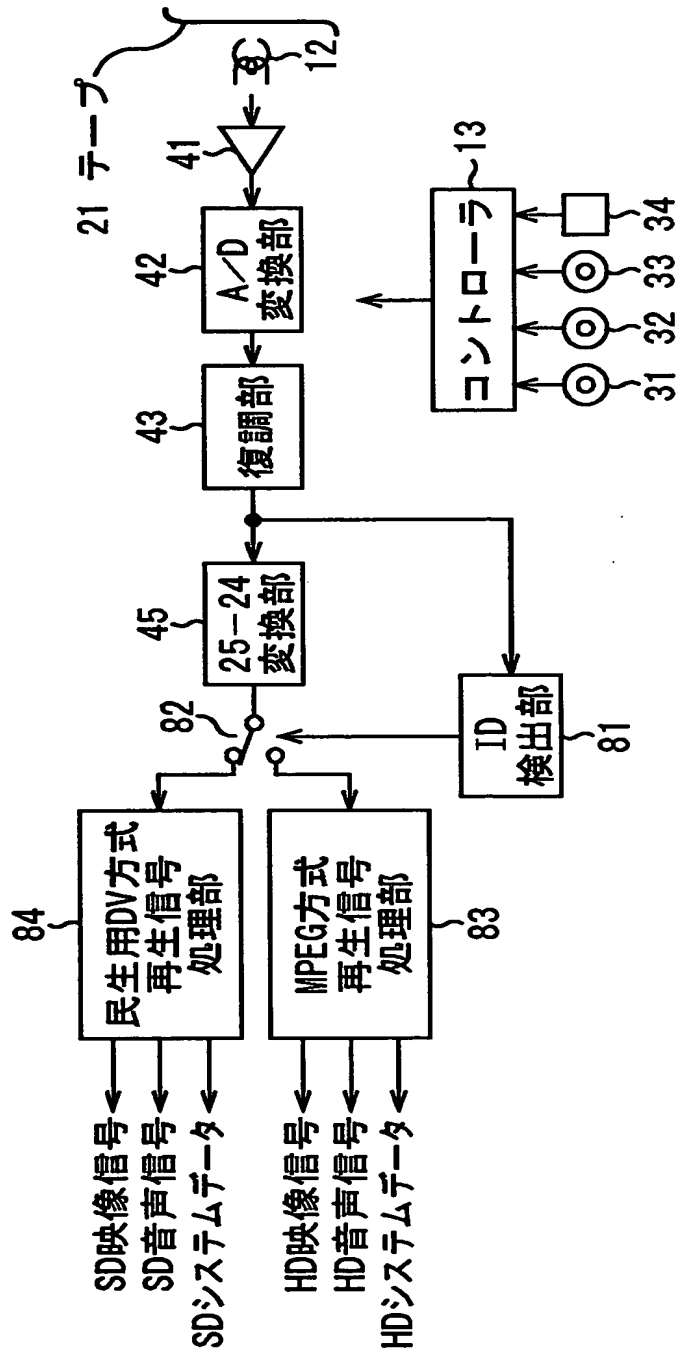 21 テープ
12
41
42
A/D
変換部
43
復調部
45
25-24
変換部
82
ID
検出部
81
コントローラ
13
31
32
33
34
84
民生用DV方式
再生信号
処理部
MPEG方式
再生信号
処理部
83
SD映像信号
SD音声信号
SDシステムデータ
HD映像信号
HD音声信号
HDシステムデータ